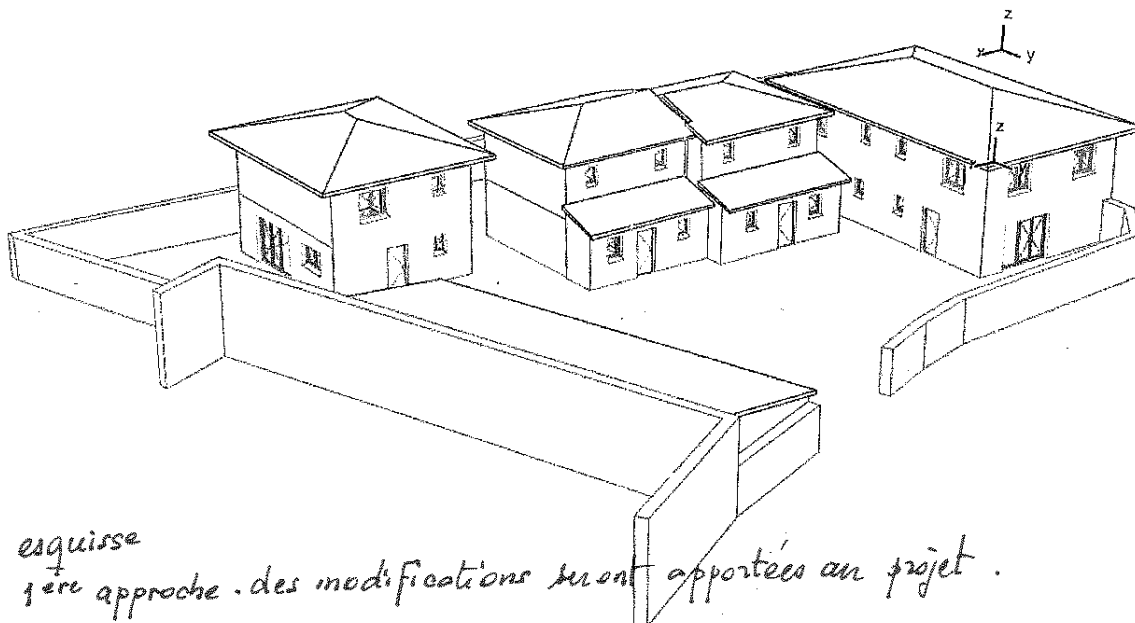 z
x y
z
esquisse
1ère approche. des modifications seront apportées au projet.